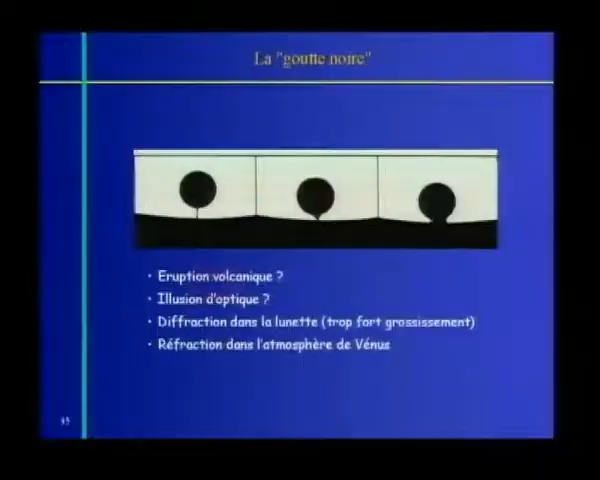 La "goutte noire"
• Eruption volcanique ?
• Illusion d'optique ?
• Diffraction dans la lunette (trop fort grossissement)
• Réfraction dans l'atmosphère de Vénus